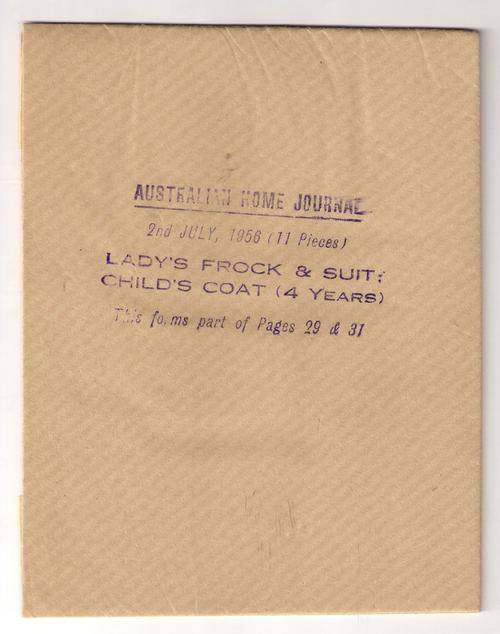 AUSTRALIAN HOME JOURNAL
2nd JULY, 1956 (11 Pieces)
LADY'S FROCK & SUIT;
CHILD'S COAT (4 YEARS)
This forms part of Pages 29 & 31